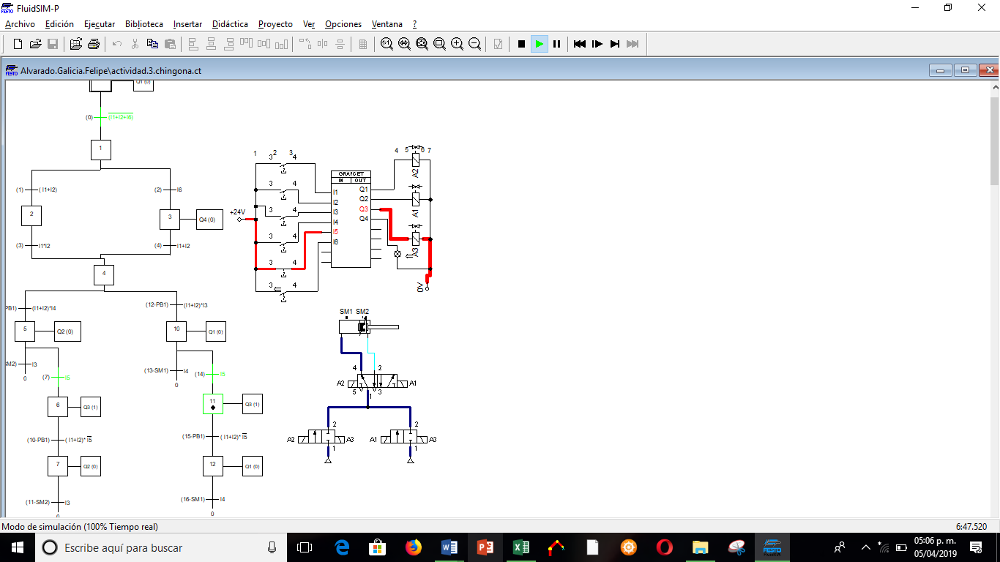 FluidSIM-P
Archivo Edición Ejecutar Biblioteca Insertar Didáctica Proyecto Ver Opciones Ventana ?
Alvarado.Galicia.Felipe\actividad.3.chingona.ct
Q1 (0)
(0) (I1+I2+I6)
1
(1) ( I1+I2) (2) I6
2 3 Q4 (0)
(3) I1*I2 (4) I1+I2
4
PB1) (I1+I2)*I4 (12-PB1) (I1+I2)*I3
5 Q2 (0) 10 Q1 (0)
SM2) I3 (13-SM1) I4
0 (7) I5 0 (14) I5
6 Q3 (1) 11 Q3 (1)
(10-PB1) ( I1+I2)* I5 (15-PB1) ( I1+I2)* I5
7 Q2 (0) 12 Q1 (0)
(11-SM2) I3 (16-SM1) I4
0 0
1 3 2 3 4 4 5 6 7
GRAFCET
IN OUT
A2
I1 Q1
3 4 I2 Q2 A1
+24V 3 4 I3 Q3
I4 Q4
3 4 I5 A3
I6
3 4
3 4 0V
SM1 SM2
4 2
A2 A1
5 1 3
2 2
A2 A3 A1 A3
1 1
Modo de simulación (100% Tiempo real) 6:47.520
Escribe aquí para buscar
05:06 p. m.
05/04/2019
FESTO